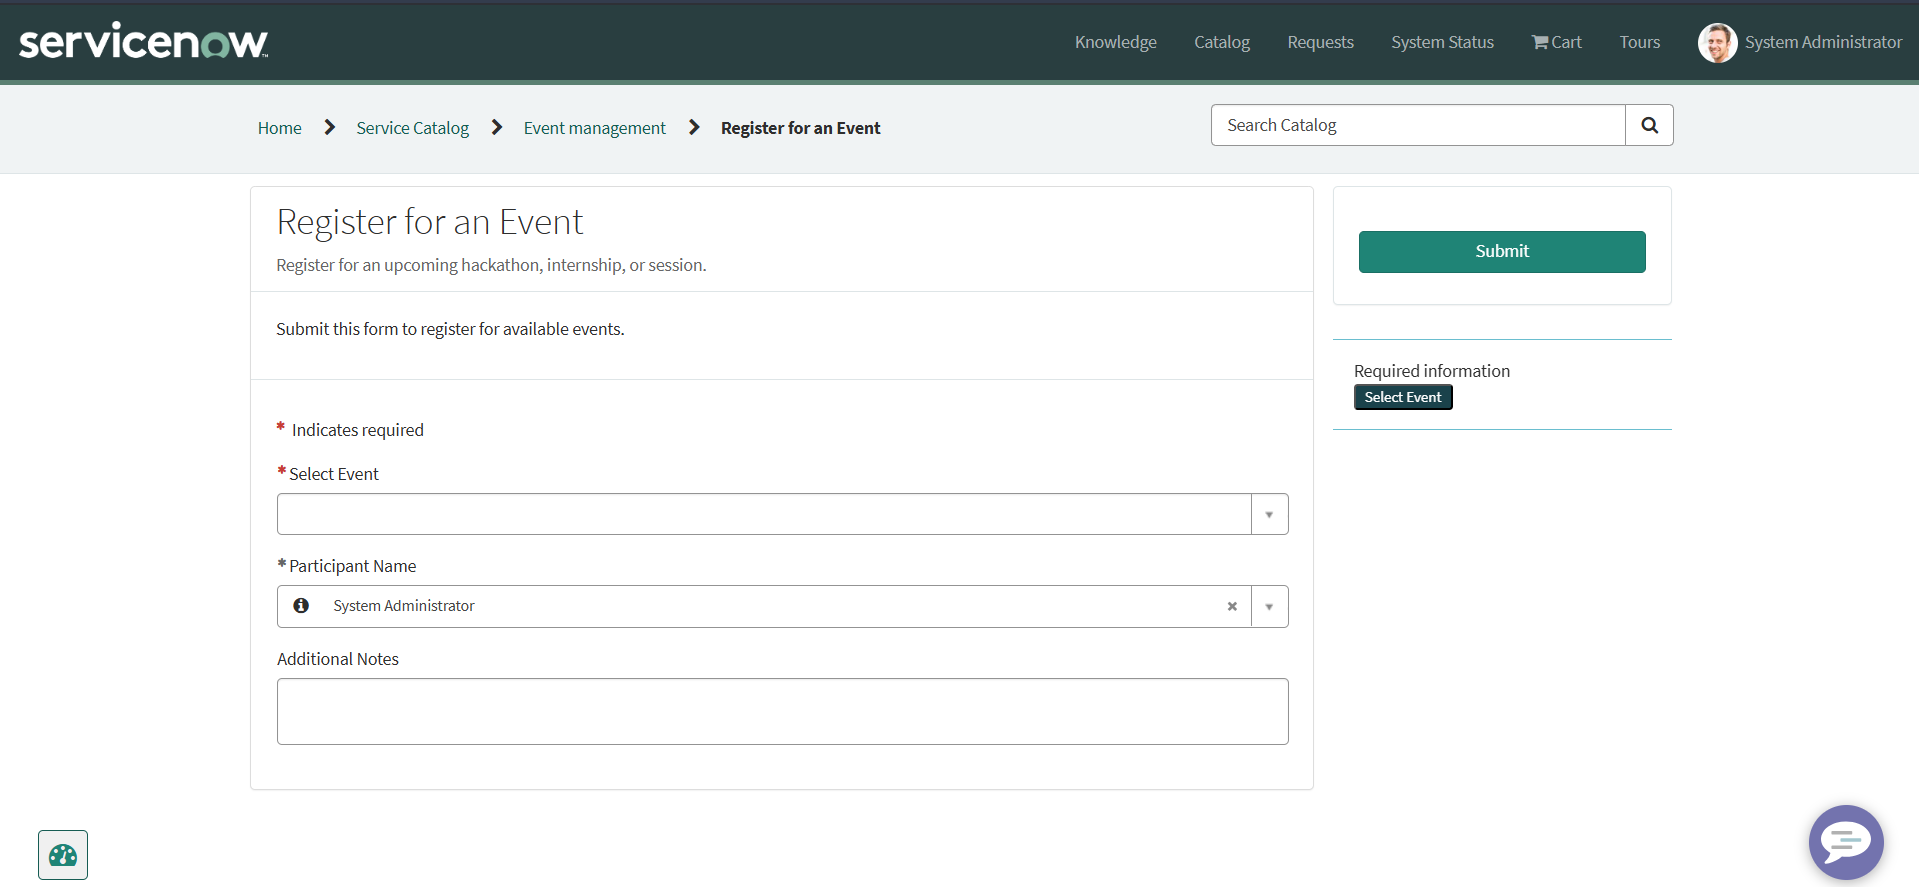 servicenow™
Knowledge Catalog Requests System Status Cart Tours System Administrator
Home Service Catalog Event management Register for an Event
Search Catalog
Register for an Event
Register for an upcoming hackathon, internship, or session.
Submit
Submit this form to register for available events.
Required information
Select Event
* Indicates required
* Select Event
* Participant Name
System Administrator
Additional Notes